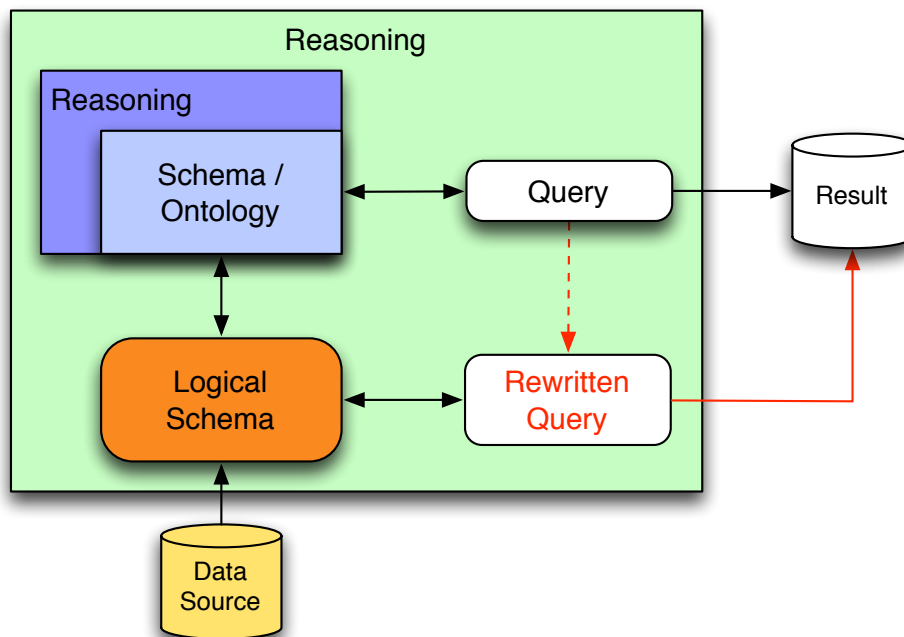 Reasoning
Reasoning
Schema /
Ontology
Query
Result
Logical
Schema
Rewritten
Query
Data
Source